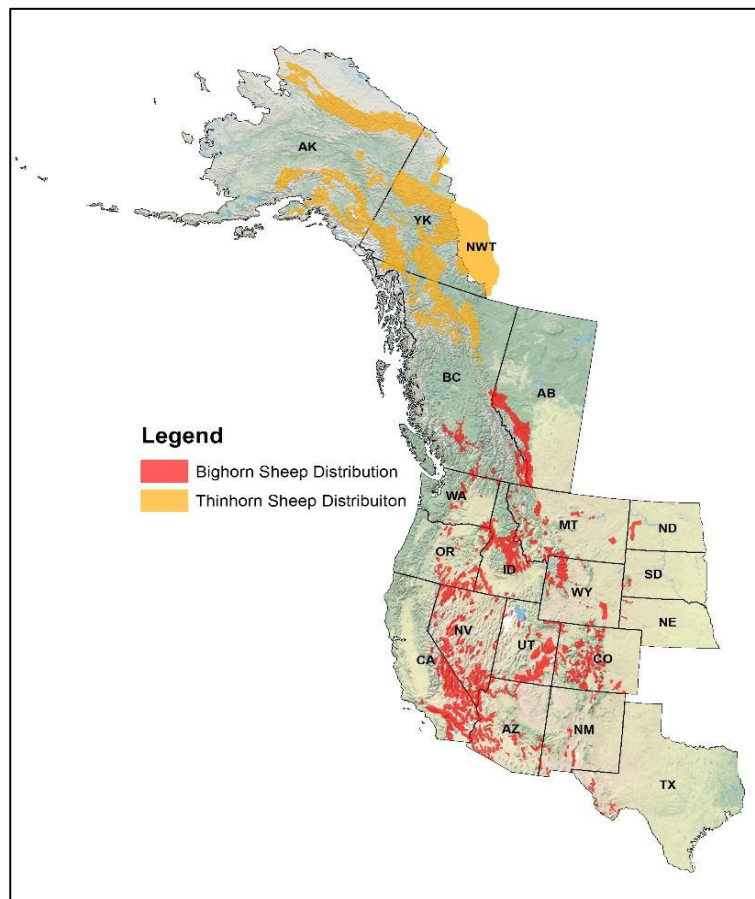 AK
YK
NWT
BC
AB
Legend
Bighorn Sheep Distribution
Thinhorn Sheep Distribuiton
WA
MT
ND
OR
ID
SD
WY
NE
NV
UT
CO
CA
AZ
NM
TX